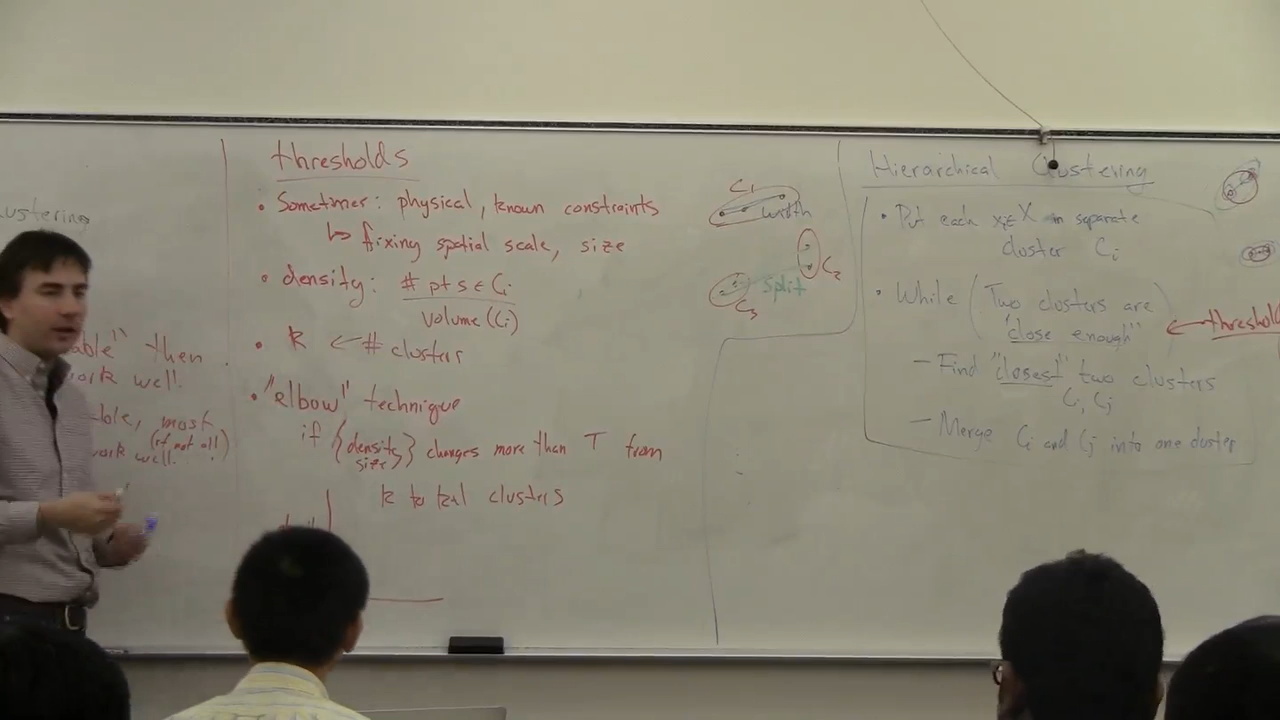 clustering
able" then
work well.
ble, most
(if not all)
work well...!
thresholds
• Sometimes: physical, known constraints
↳ fixing spatial scale, size
• density: # pts ∈ Ci
volume (Ci)
• k ← # clusters
• "elbow" technique
if {density
size} changes more than T from
k to k+1 clusters
C1
width
C2
split
C3
Hierarchical Clustering
• Put each xi∈X in separate
cluster Ci
• While (Two clusters are
"close enough")
← threshold
– Find "closest" two clusters
Ci, Cj
– Merge Ci and Cj into one cluster